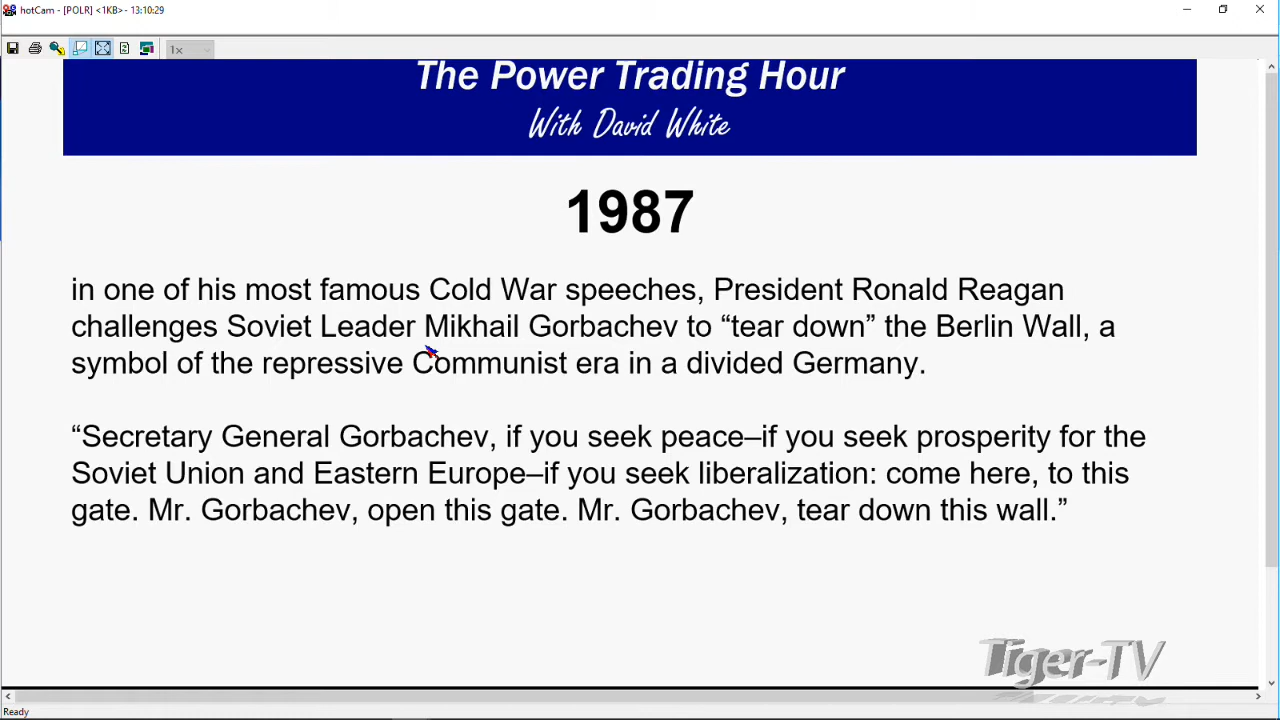 hotCam - [POLR] <1KB> - 13:10:29
1x
The Power Trading Hour
With David White
1987
in one of his most famous Cold War speeches, President Ronald Reagan
challenges Soviet Leader Mikhail Gorbachev to “tear down” the Berlin Wall, a
symbol of the repressive Communist era in a divided Germany.
“Secretary General Gorbachev, if you seek peace–if you seek prosperity for the
Soviet Union and Eastern Europe–if you seek liberalization: come here, to this
gate. Mr. Gorbachev, open this gate. Mr. Gorbachev, tear down this wall.”
Tiger-TV
Ready